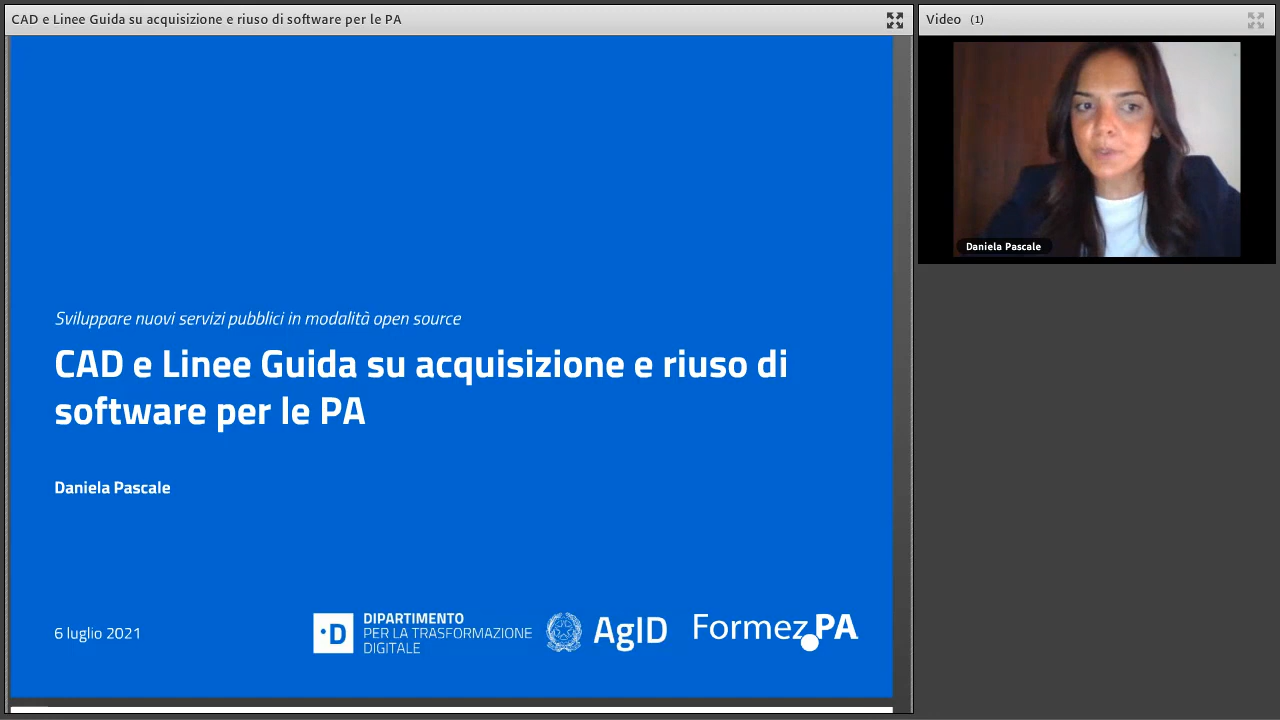 CAD e Linee Guida su acquisizione e riuso di software per le PA
Video (1)
Daniela Pascale
Sviluppare nuovi servizi pubblici in modalità open source
CAD e Linee Guida su acquisizione e riuso di
software per le PA
Daniela Pascale
6 luglio 2021
·D
DIPARTIMENTO
PER LA TRASFORMAZIONE
DIGITALE
AgID
Formez PA